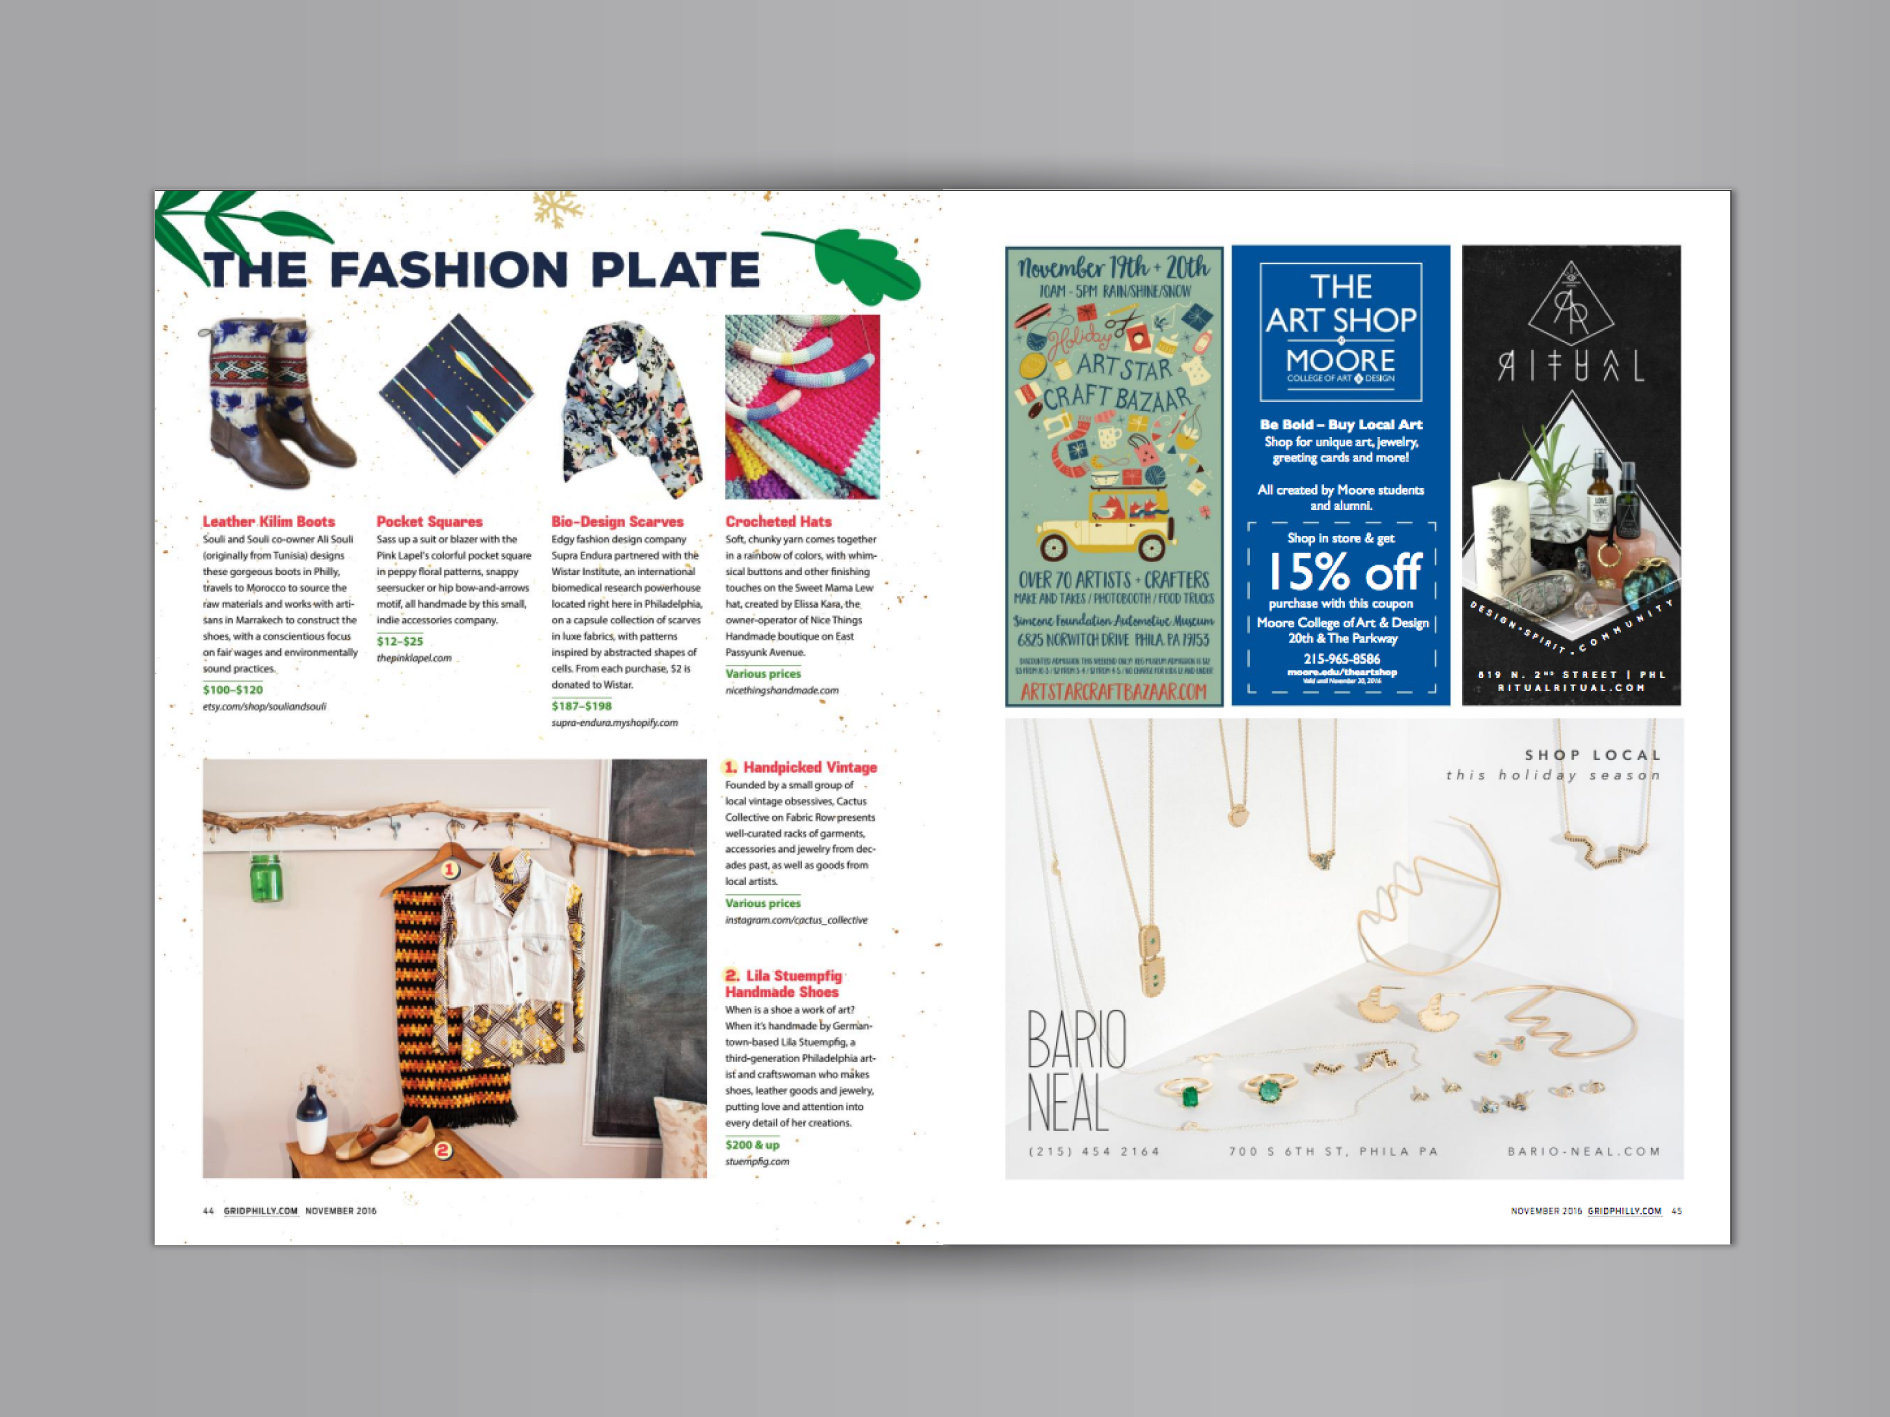 THE FASHION PLATE
Leather Kilim Boots
Souli and Souli co-owner Ali Souli
(originally from Tunisia) designs
these gorgeous boots in Philly,
travels to Morocco to source the
raw materials and works with arti-
sans in Marrakech to construct the
shoes, with a conscientious focus
on fair wages and environmentally
sound practices.
$100–$120
etsy.com/shop/souliandsouli
Pocket Squares
Sass up a suit or blazer with the
Pink Lapel's colorful pocket square
in peppy floral patterns, snappy
seersucker or hip bow-and-arrows
motif, all handmade by this small,
indie accessories company.
$12–$25
thepinklapel.com
Bio-Design Scarves
Edgy fashion design company
Supra Endura partnered with the
Wistar Institute, an international
biomedical research powerhouse
located right here in Philadelphia,
on a capsule collection of scarves
in luxe fabrics, with patterns
inspired by abstracted shapes of
cells. From each purchase, $2 is
donated to Wistar.
$187–$198
supra-endura.myshopify.com
Crocheted Hats
Soft, chunky yarn comes together
in a rainbow of colors, with whim-
sical buttons and other finishing
touches on the Sweet Mama Lew
hat, created by Elissa Kara, the
owner-operator of Nice Things
Handmade boutique on East
Passyunk Avenue.
Various prices
nicethingshandmade.com
1
2
1. Handpicked Vintage
Founded by a small group of
local vintage obsessives, Cactus
Collective on Fabric Row presents
well-curated racks of garments,
accessories and jewelry from dec-
ades past, as well as goods from
local artists.
Various prices
instagram.com/cactus_collective
2. Lila Stuempfig
Handmade Shoes
When is a shoe a work of art?
When it's handmade by German-
town-based Lila Stuempfig, a
third-generation Philadelphia art-
ist and craftswoman who makes
shoes, leather goods and jewelry,
putting love and attention into
every detail of her creations.
$200 & up
stuempfig.com
44 GRIDPHILLY.COM NOVEMBER 2016
November 19th + 20th
10AM - 5PM RAIN/SHINE/SNOW
Holiday
ART STAR
CRAFT BAZAAR
OVER 70 ARTISTS + CRAFTERS
MAKE AND TAKES / PHOTOBOOTH / FOOD TRUCKS
Simeone Foundation Automotive Museum
6825 NORWITCH DRIVE PHILA PA 19153
ARTSTARCRAFTBAZAAR.COM
THE
ART SHOP
MOORE
COLLEGE OF ART & DESIGN
Be Bold – Buy Local Art
Shop for unique art, jewelry,
greeting cards and more!
All created by Moore students
and alumni.
Shop in store & get
15% off
purchase with this coupon
Moore College of Art & Design
20th & The Parkway
215-965-8586
moore.edu/theartshop
Valid until November 30, 2016
RITUAL
LOVE
DESIGN • SPIRIT • COMMUNITY
819 N. 2ND STREET | PHL
RITUALRITUAL.COM
SHOP LOCAL
this holiday season
BARIO
NEAL
(215) 454 2164 700 S 6TH ST, PHILA PA BARIO-NEAL.COM
NOVEMBER 2016 GRIDPHILLY.COM 45